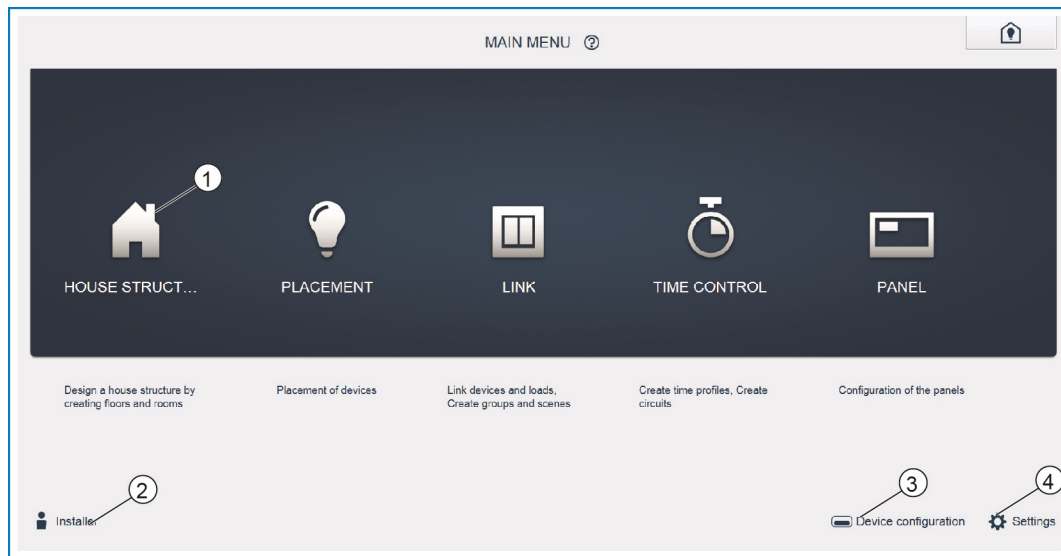 MAIN MENU ?
1
HOUSE STRUCT...
PLACEMENT
LINK
TIME CONTROL
PANEL
Design a house structure by
creating floors and rooms
Placement of devices
Link devices and loads,
Create groups and scenes
Create time profiles, Create
circuits
Configuration of the panels
2
3
4
Installer
Device configuration
Settings